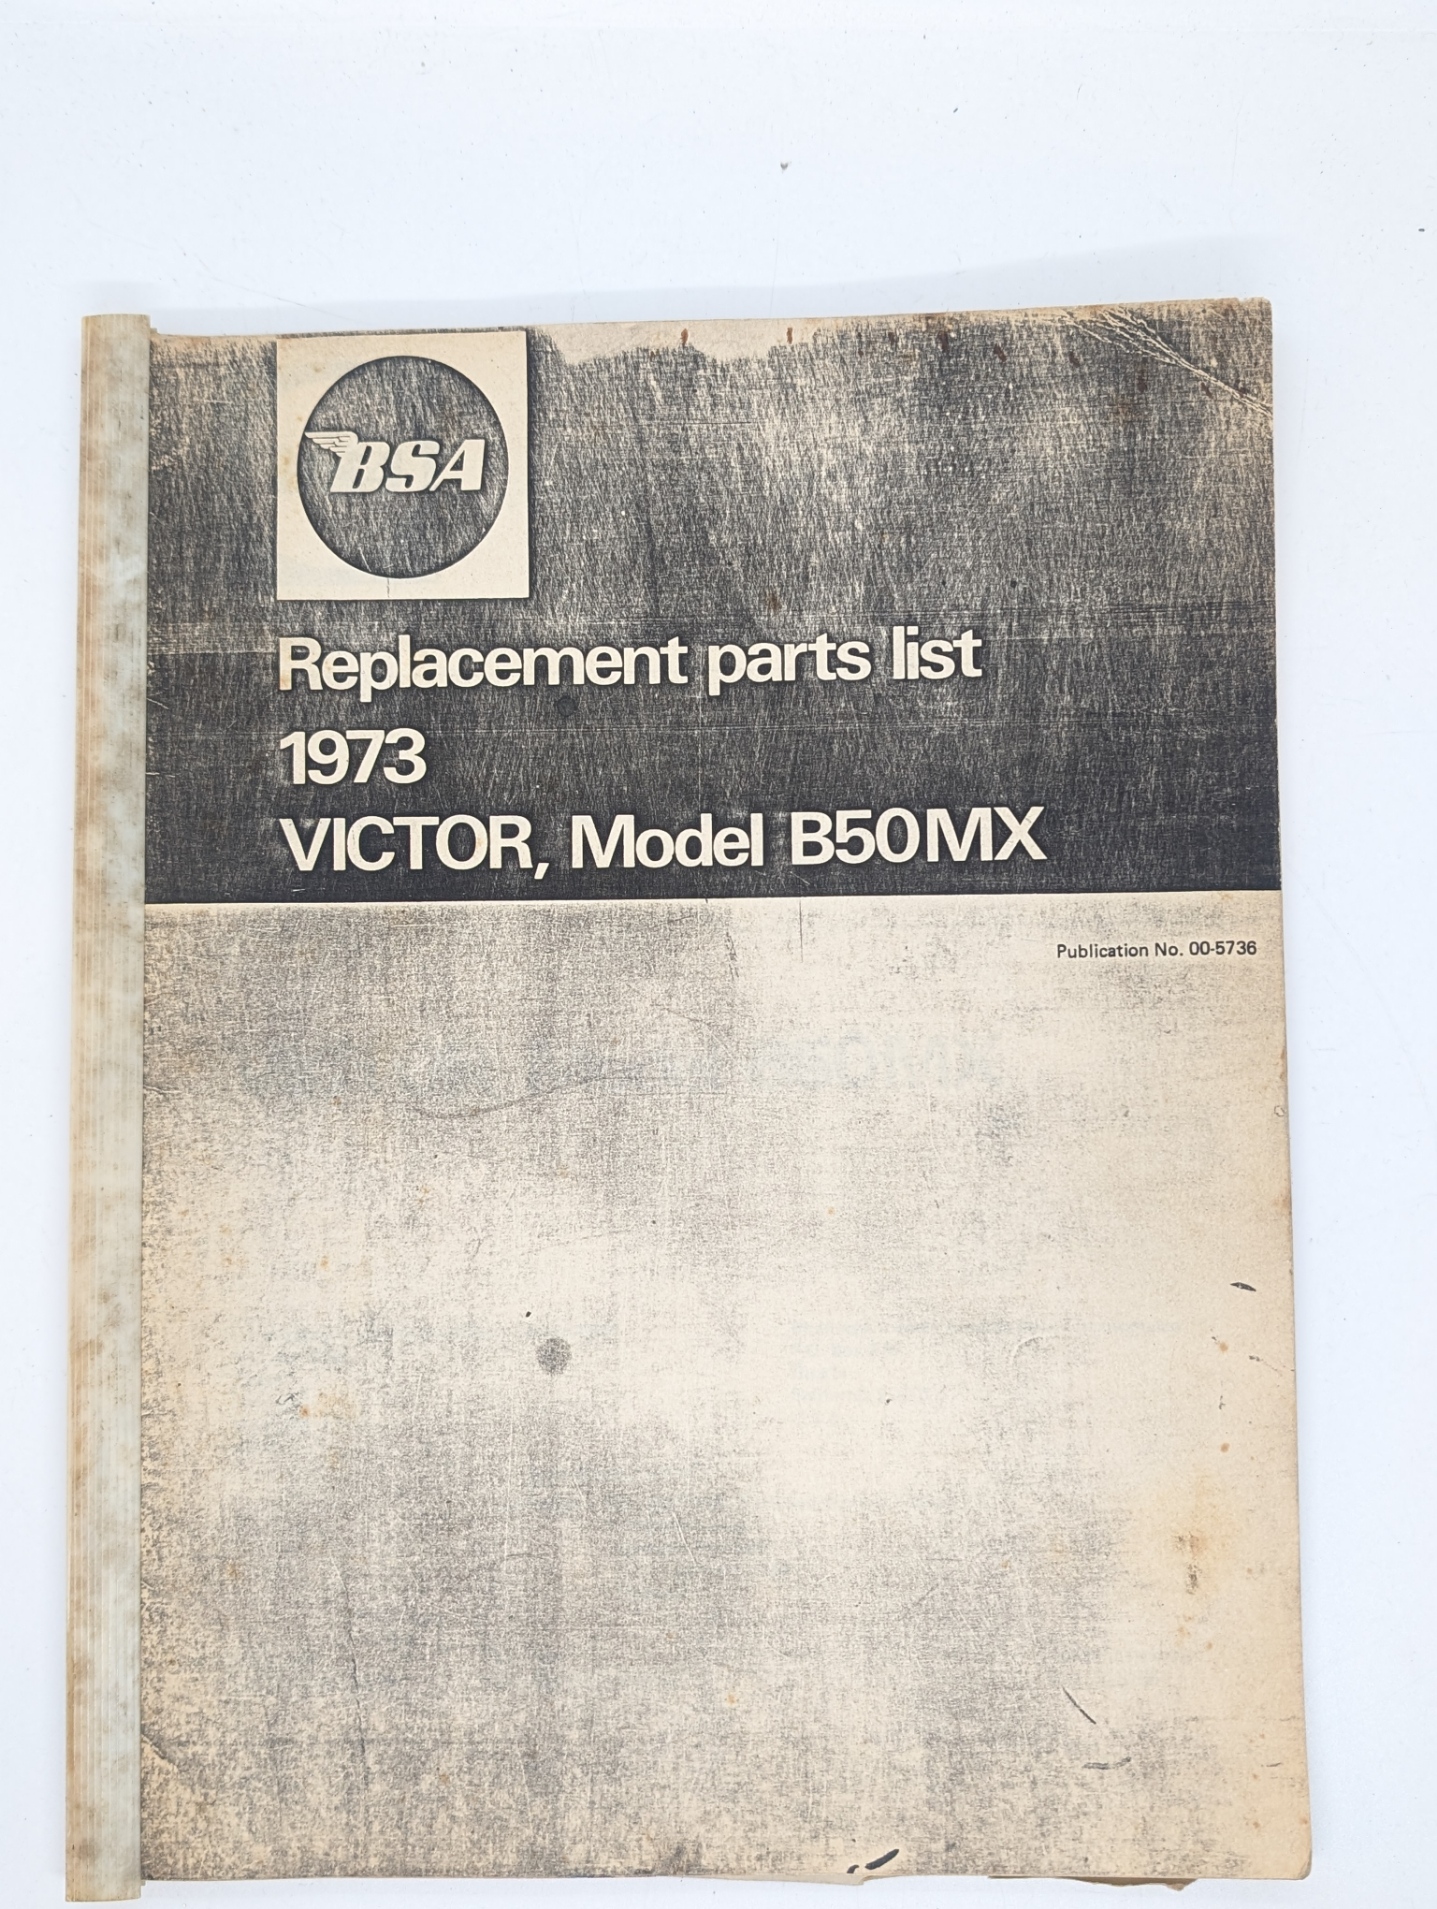 BSA
Replacement parts list
1973
VICTOR, Model B50MX
Publication No. 00-5736